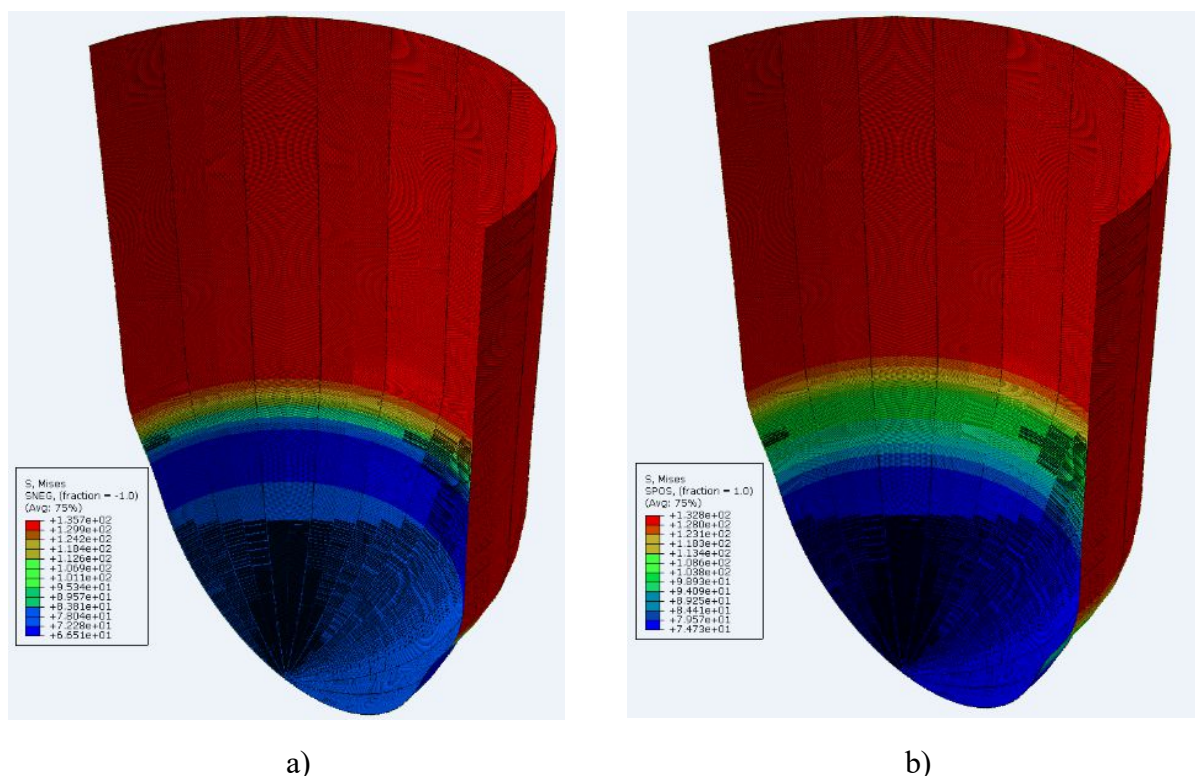 S, Mises
SNEG, (fraction = -1.0)
(Avg: 75%)
+1.357e+02
+1.299e+02
+1.242e+02
+1.184e+02
+1.126e+02
+1.069e+02
+1.011e+02
+9.534e+01
+8.957e+01
+8.381e+01
+7.804e+01
+7.228e+01
+6.651e+01
S, Mises
SPOS, (fraction = 1.0)
(Avg: 75%)
+1.328e+02
+1.280e+02
+1.231e+02
+1.183e+02
+1.134e+02
+1.086e+02
+1.038e+02
+9.893e+01
+9.409e+01
+8.925e+01
+8.441e+01
+7.957e+01
+7.473e+01
a)
b)